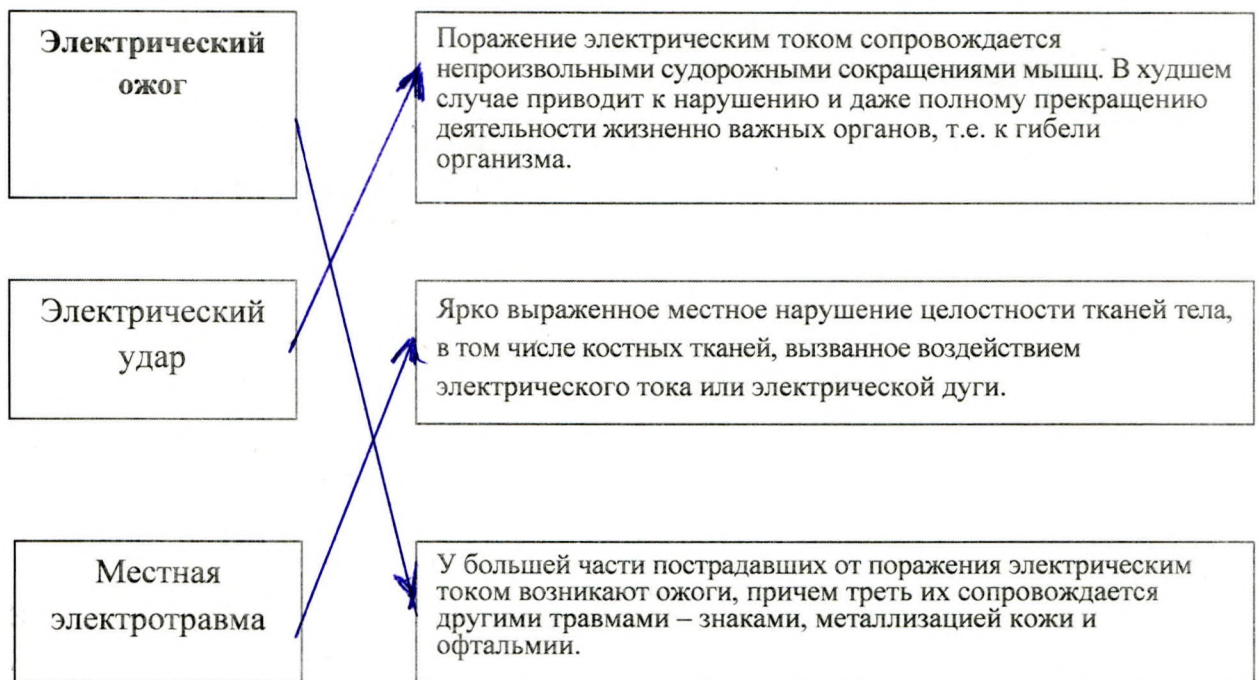 Электрический
ожог
Поражение электрическим током сопровождается
непроизвольными судорожными сокращениями мышц. В худшем
случае приводит к нарушению и даже полному прекращению
деятельности жизненно важных органов, т.е. к гибели
организма.
Электрический
удар
Ярко выраженное местное нарушение целостности тканей тела,
в том числе костных тканей, вызванное воздействием
электрического тока или электрической дуги.
Местная
электротравма
У большей части пострадавших от поражения электрическим
током возникают ожоги, причем треть их сопровождается
другими травмами – знаками, металлизацией кожи и
офтальмии.